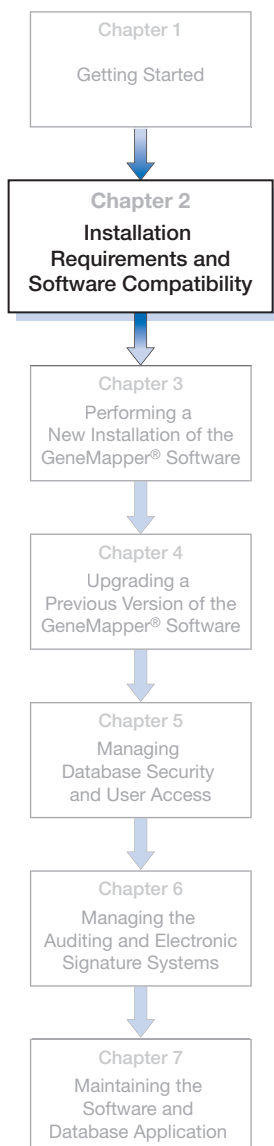 Chapter 1
Getting Started
Chapter 2
Installation
Requirements and
Software Compatibility
Chapter 3
Performing a
New Installation of the
GeneMapper® Software
Chapter 4
Upgrading a
Previous Version of the
GeneMapper® Software
Chapter 5
Managing
Database Security
and User Access
Chapter 6
Managing the
Auditing and Electronic
Signature Systems
Chapter 7
Maintaining the
Software and
Database Application